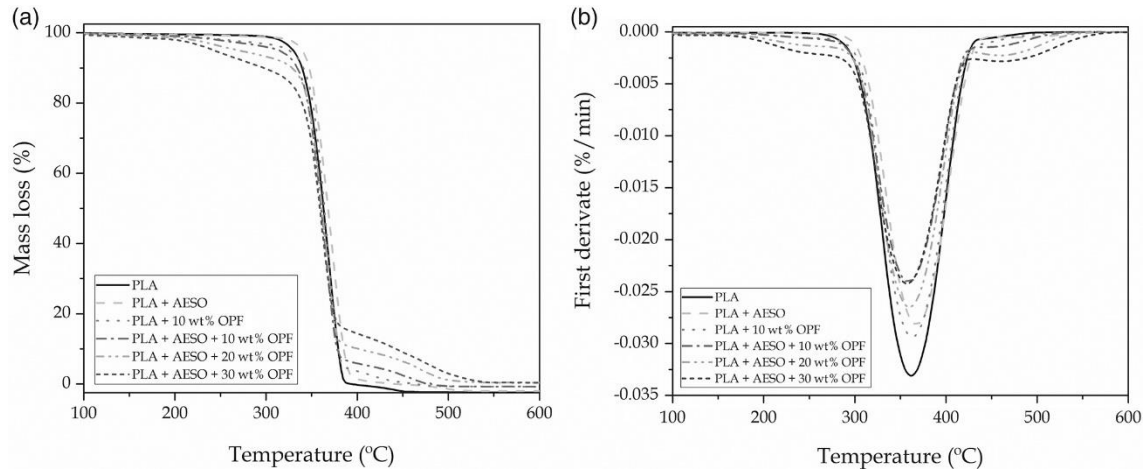 (a)
100
80
60
40
20
0
Mass loss (%)
PLA
PLA + AESO
PLA + 10 wt% OPF
PLA + AESO + 10 wt% OPF
PLA + AESO + 20 wt% OPF
PLA + AESO + 30 wt% OPF
100 200 300 400 500 600
Temperature (ºC)
(b)
0.000
-0.005
-0.010
-0.015
-0.020
-0.025
-0.030
-0.035
First derivate (%/min)
PLA
PLA + AESO
PLA + 10 wt% OPF
PLA + AESO + 10 wt% OPF
PLA + AESO + 20 wt% OPF
PLA + AESO + 30 wt% OPF
100 200 300 400 500 600
Temperature (ºC)